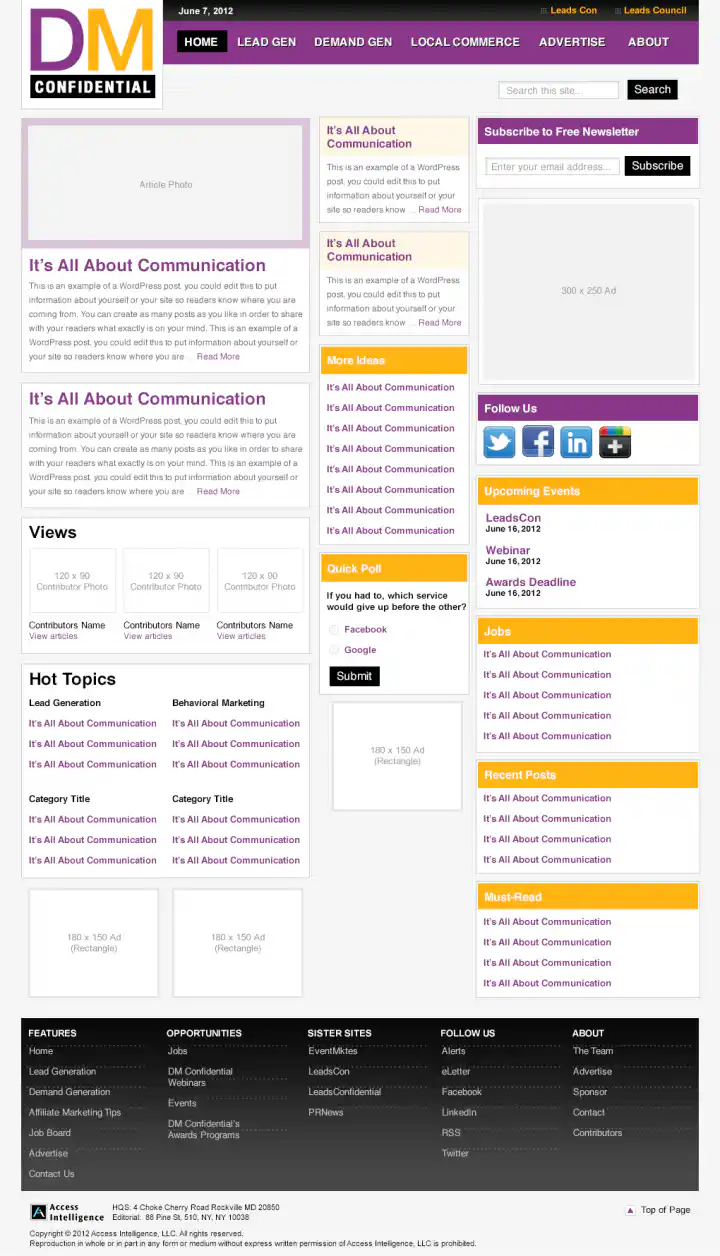 June 7, 2012
Leads Con
Leads Council
DM
CONFIDENTIAL
HOME
LEAD GEN
DEMAND GEN
LOCAL COMMERCE
ADVERTISE
ABOUT
Search this site...
Search
Article Photo
It's All About Communication
This is an example of a WordPress post, you could edit this to put
information about yourself or your site so readers know where you are
coming from. You can create as many posts as you like in order to share
with your readers what exactly is on your mind. This is an example of a
WordPress post, you could edit this to put information about yourself or
your site so readers know where you are ... Read More
It's All About Communication
This is an example of a WordPress post, you could edit this to put
information about yourself or your site so readers know where you are
coming from. You can create as many posts as you like in order to share
with your readers what exactly is on your mind. This is an example of a
WordPress post, you could edit this to put information about yourself or
your site so readers know where you are ... Read More
Views
120 x 90
Contributor Photo
120 x 90
Contributor Photo
120 x 90
Contributor Photo
Contributors Name
View articles
Contributors Name
View articles
Contributors Name
View articles
Hot Topics
Lead Generation
It's All About Communication
It's All About Communication
It's All About Communication
Behavioral Marketing
It's All About Communication
It's All About Communication
It's All About Communication
Category Title
It's All About Communication
It's All About Communication
It's All About Communication
Category Title
It's All About Communication
It's All About Communication
It's All About Communication
180 x 150 Ad
(Rectangle)
180 x 150 Ad
(Rectangle)
It's All About
Communication
This is an example of a WordPress
post, you could edit this to put
information about yourself or your
site so readers know ... Read More
It's All About
Communication
This is an example of a WordPress
post, you could edit this to put
information about yourself or your
site so readers know ... Read More
More Ideas
It's All About Communication
It's All About Communication
It's All About Communication
It's All About Communication
It's All About Communication
It's All About Communication
It's All About Communication
It's All About Communication
Quick Poll
If you had to, which service
would give up before the other?
Facebook
Google
Submit
180 x 150 Ad
(Rectangle)
Subscribe to Free Newsletter
Enter your email address...
Subscribe
300 x 250 Ad
Follow Us
Upcoming Events
LeadsCon
June 16, 2012
Webinar
June 16, 2012
Awards Deadline
June 16, 2012
Jobs
It's All About Communication
It's All About Communication
It's All About Communication
It's All About Communication
It's All About Communication
Recent Posts
It's All About Communication
It's All About Communication
It's All About Communication
It's All About Communication
Must-Read
It's All About Communication
It's All About Communication
It's All About Communication
It's All About Communication
FEATURES
Home
Lead Generation
Demand Generation
Affiliate Marketing Tips
Job Board
Advertise
Contact Us
OPPORTUNITIES
Jobs
DM Confidential
Webinars
Events
DM Confidential's
Awards Programs
SISTER SITES
EventMktes
LeadsCon
LeadsConfidential
PRNews
FOLLOW US
Alerts
eLetter
Facebook
LinkedIn
RSS
Twitter
ABOUT
The Team
Advertise
Sponsor
Contact
Contributors
Access
Intelligence
HQS: 4 Choke Cherry Road Rockville MD 20850
Editorial: 88 Pine St, 510, NY, NY 10038
Top of Page
Copyright © 2012 Access Intelligence, LLC. All rights reserved.
Reproduction in whole or in part in any form or medium without express written permission of Access Intelligence, LLC is prohibited.